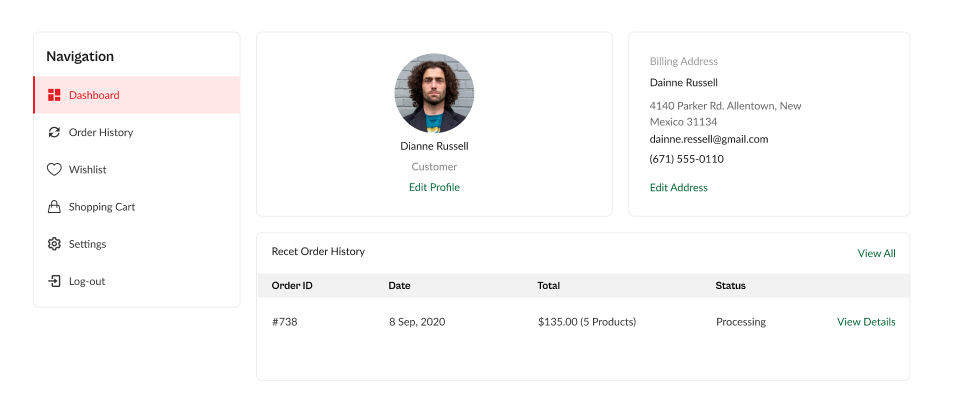 Navigation
Dashboard
Order History
Wishlist
Shopping Cart
Settings
Log-out
Dianne Russell
Customer
Edit Profile
Billing Address
Dainne Russell
4140 Parker Rd. Allentown, New
Mexico 31134
dainne.ressell@gmail.com
(671) 555-0110
Edit Address
Recet Order History
View All
Order ID Date Total Status
#738 8 Sep, 2020 $135.00 (5 Products) Processing View Details